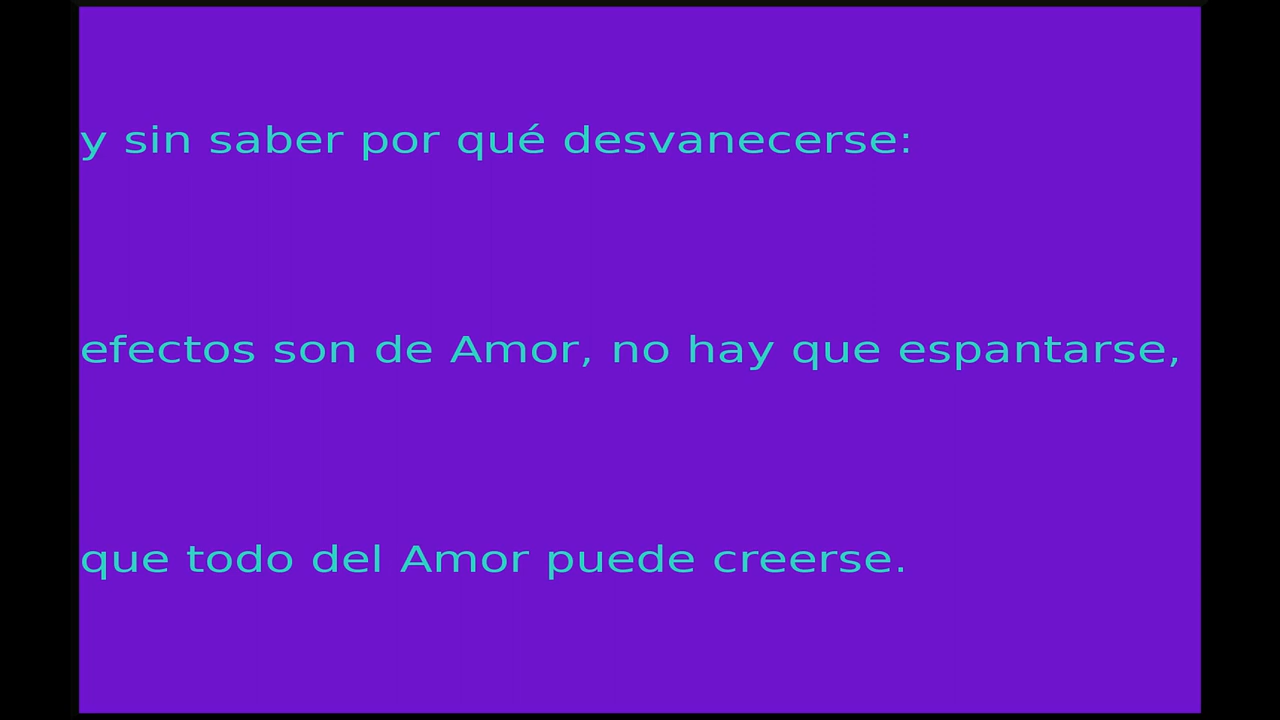 y sin saber por qué desvanecerse:
efectos son de Amor, no hay que espantarse,
que todo del Amor puede creerse.